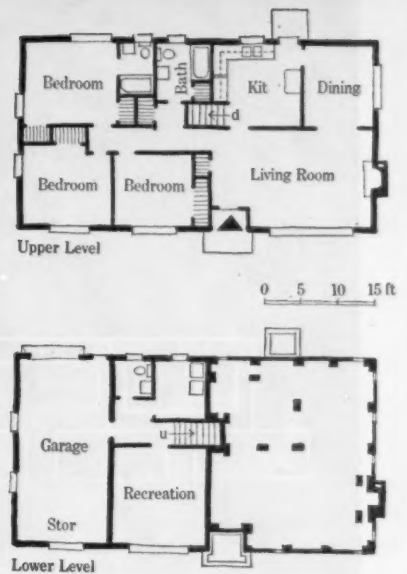 Bedroom
Bath
Kit
Dining
d
Bedroom
Bedroom
Living Room
Upper Level
0 5 10 15 ft
Garage
u
Recreation
Stor
Lower Level